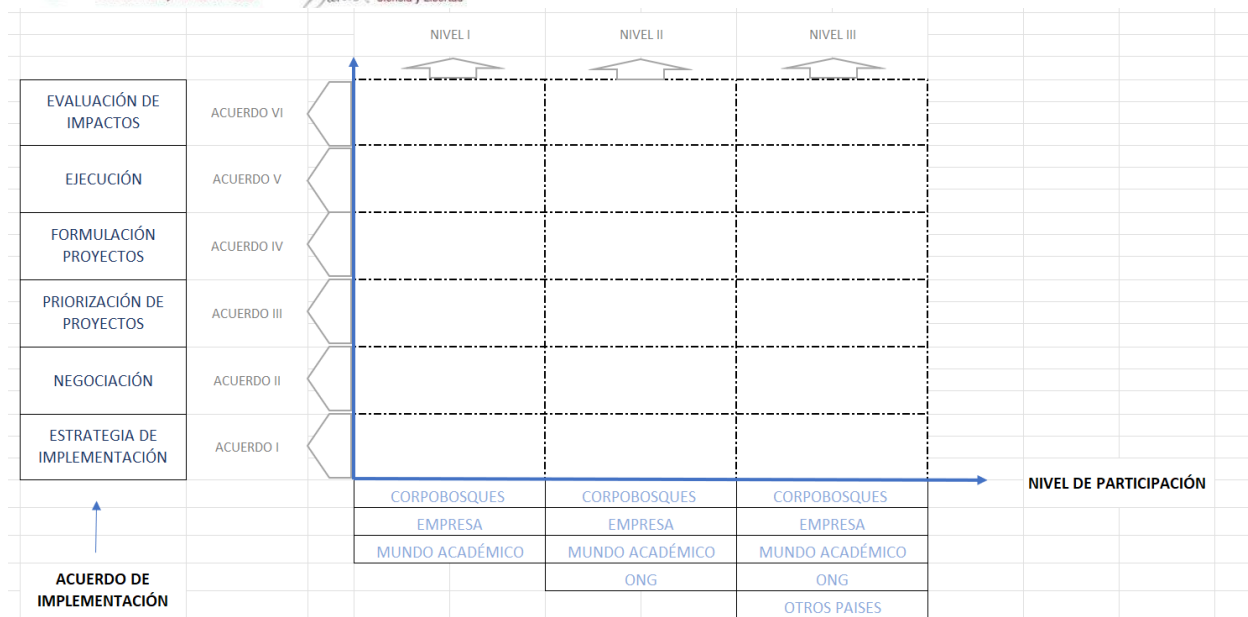 NIVEL I NIVEL II NIVEL III
EVALUACIÓN DE
IMPACTOS
ACUERDO VI
EJECUCIÓN
ACUERDO V
FORMULACIÓN
PROYECTOS
ACUERDO IV
PRIORIZACIÓN DE
PROYECTOS
ACUERDO III
NEGOCIACIÓN
ACUERDO II
ESTRATEGIA DE
IMPLEMENTACIÓN
ACUERDO I
NIVEL DE PARTICIPACIÓN
CORPOBOSQUES CORPOBOSQUES CORPOBOSQUES
EMPRESA EMPRESA EMPRESA
MUNDO ACADÉMICO MUNDO ACADÉMICO MUNDO ACADÉMICO
ONG ONG
OTROS PAISES
ACUERDO DE
IMPLEMENTACIÓN